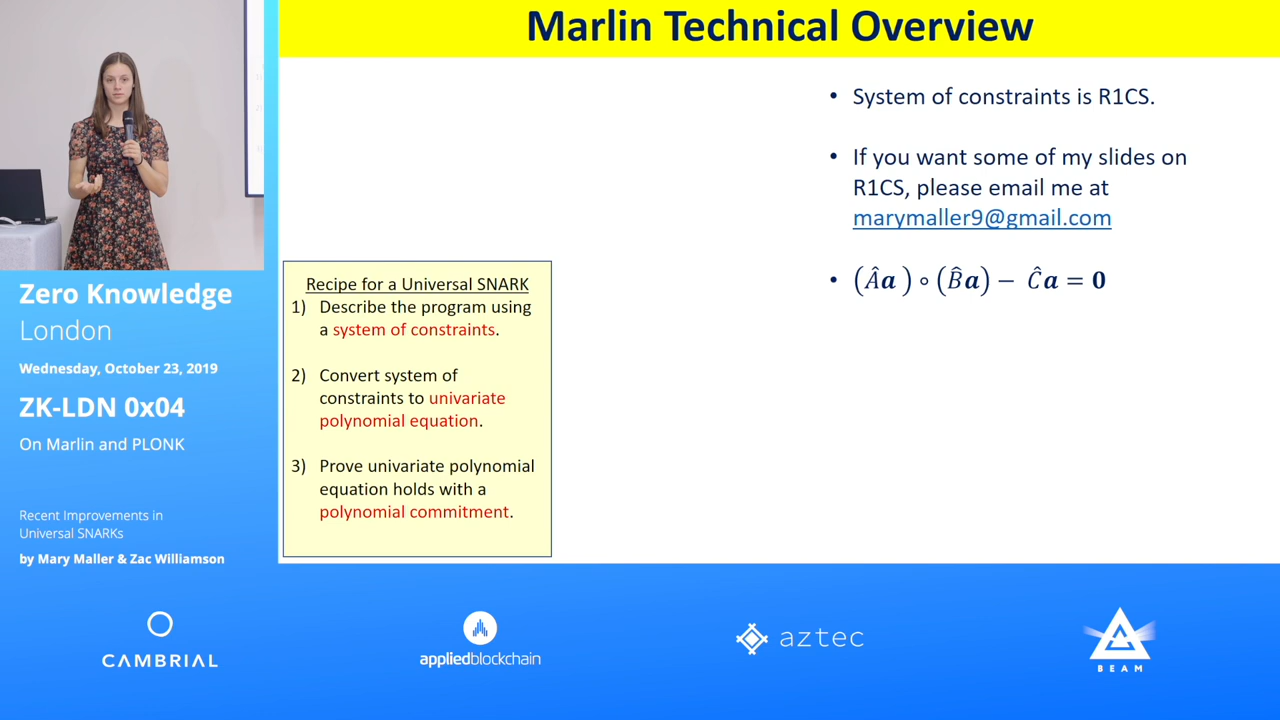 Marlin Technical Overview
• System of constraints is R1CS.
• If you want some of my slides on
R1CS, please email me at
marymaller9@gmail.com
• (Âa) ∘ (B̂a) − Ĉa = 0
Recipe for a Universal SNARK
1) Describe the program using
a system of constraints.
2) Convert system of
constraints to univariate
polynomial equation.
3) Prove univariate polynomial
equation holds with a
polynomial commitment.
Zero Knowledge
London
Wednesday, October 23, 2019
ZK-LDN 0x04
On Marlin and PLONK
Recent Improvements in
Universal SNARKs
by Mary Maller & Zac Williamson
CAMBRIAL
appliedblockchain
aztec
BEAM